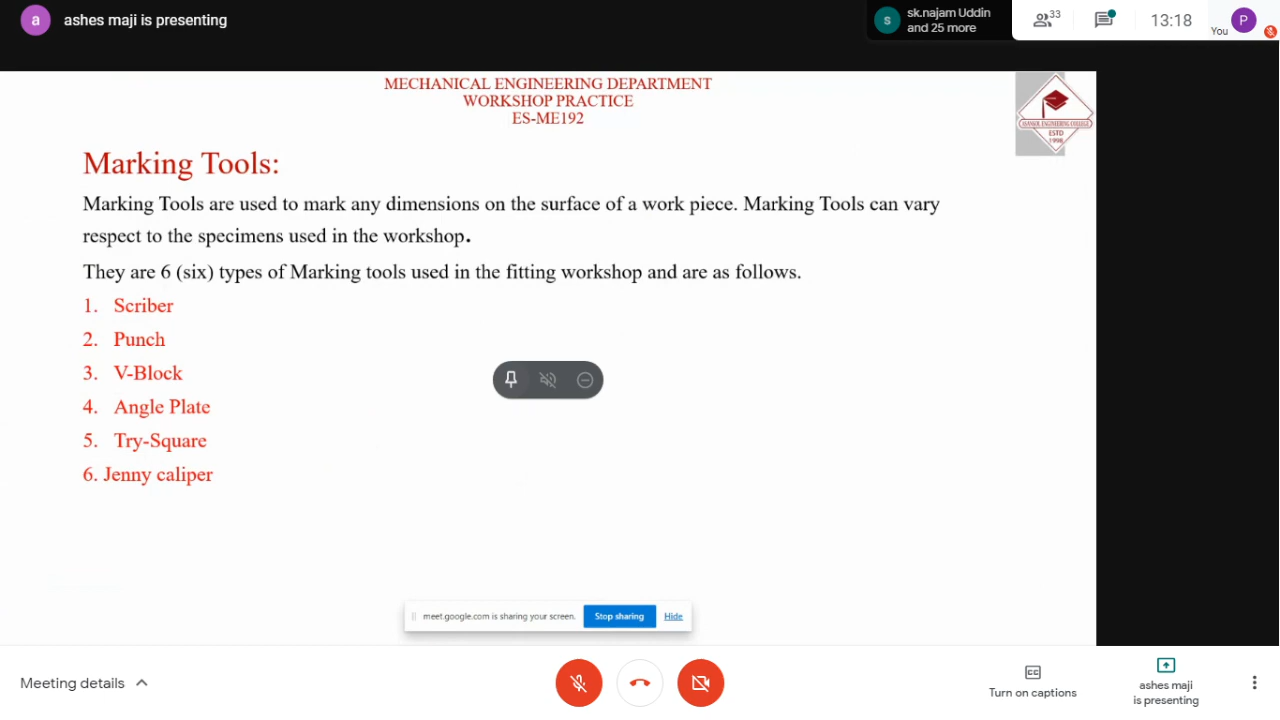 a ashes maji is presenting
s sk.najam Uddin
and 25 more
33
13:18
You P
MECHANICAL ENGINEERING DEPARTMENT
WORKSHOP PRACTICE
ES-ME192
ASANSOL ENGINEERING COLLEGE
ESTD
1998
Marking Tools:
Marking Tools are used to mark any dimensions on the surface of a work piece. Marking Tools can vary
respect to the specimens used in the workshop.
They are 6 (six) types of Marking tools used in the fitting workshop and are as follows.
1. Scriber
2. Punch
3. V-Block
4. Angle Plate
5. Try-Square
6. Jenny caliper
meet.google.com is sharing your screen. Stop sharing Hide
Meeting details
CC
Turn on captions
ashes maji
is presenting